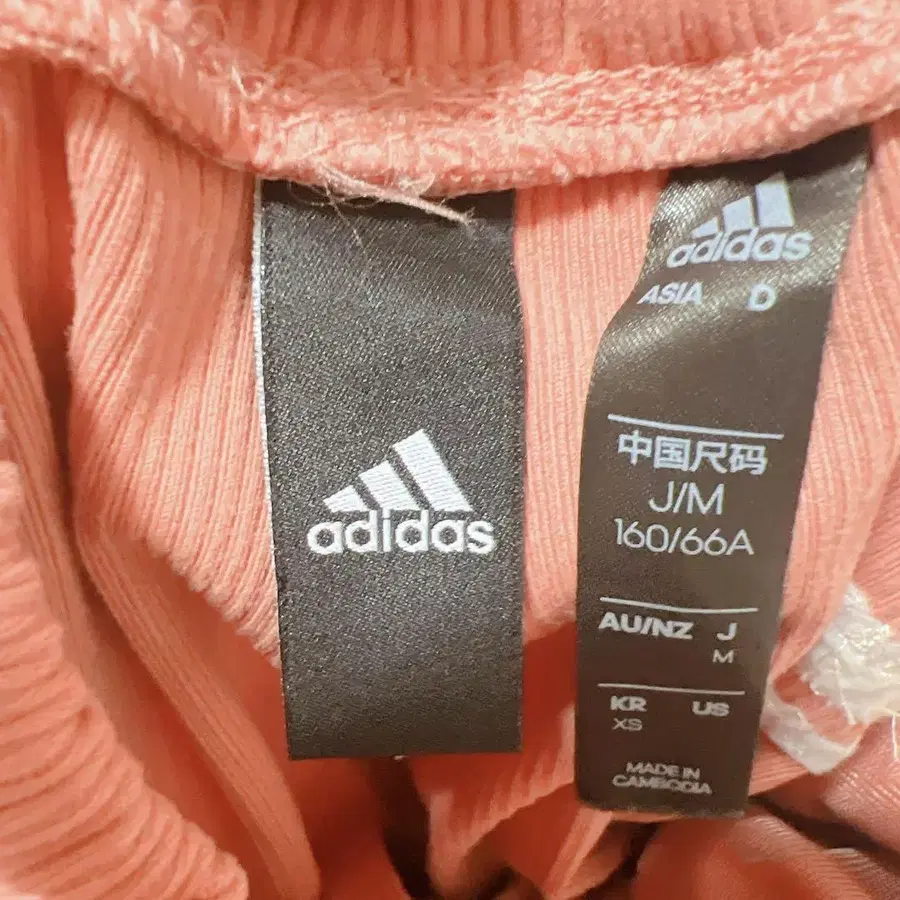 adidas
adidas
ASIA D
中国尺码
J/M
160/66A
AU/NZ J
M
KR US
XS
MADE IN
CAMBODIA